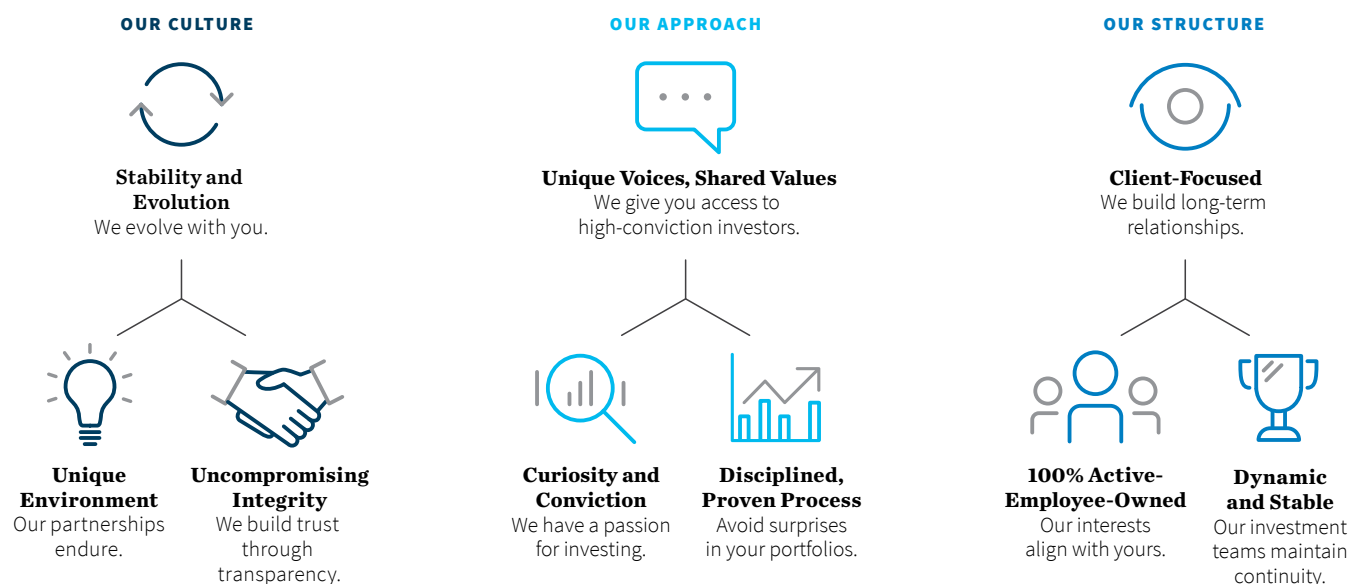 OUR CULTURE
Stability and
Evolution
We evolve with you.
Unique
Environment
Our partnerships
endure.
Uncompromising
Integrity
We build trust
through
transparency.
OUR APPROACH
Unique Voices, Shared Values
We give you access to
high-conviction investors.
Curiosity and
Conviction
We have a passion
for investing.
Disciplined,
Proven Process
Avoid surprises
in your portfolios.
OUR STRUCTURE
Client-Focused
We build long-term
relationships.
100% Active-
Employee-Owned
Our interests
align with yours.
Dynamic
and Stable
Our investment
teams maintain
continuity.